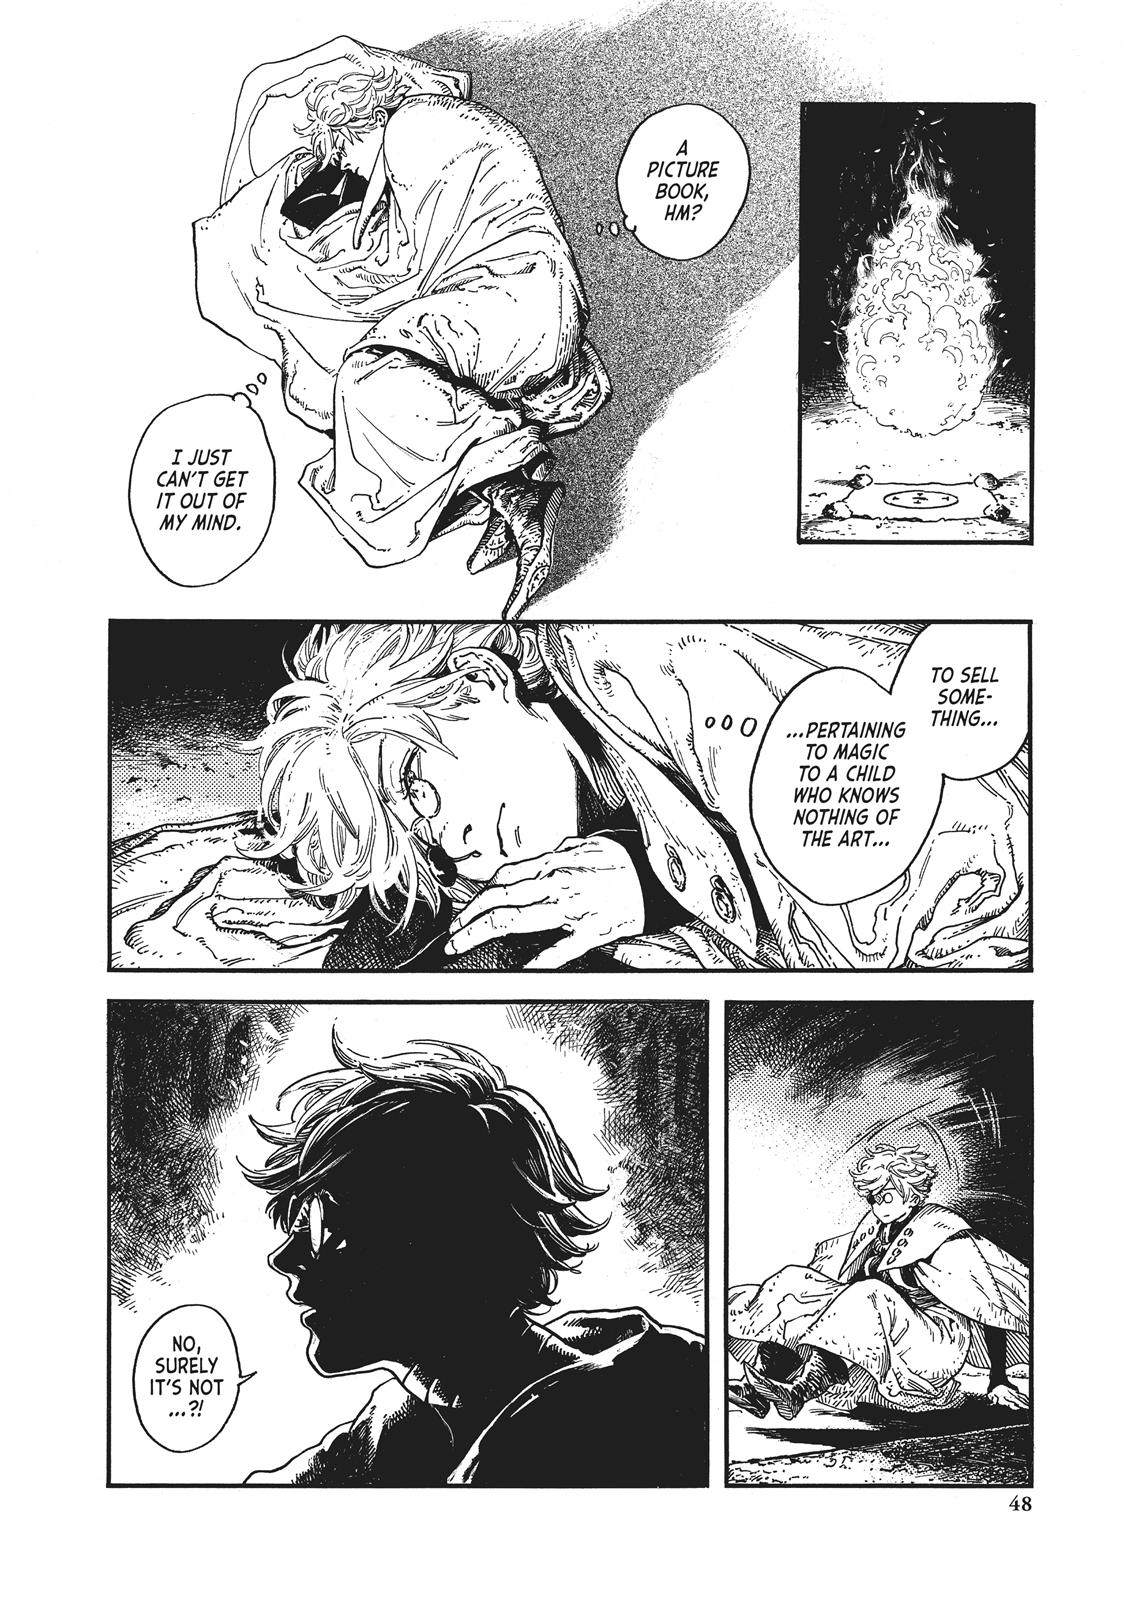 A
PICTURE
BOOK,
HM?
I JUST
CAN'T GET
IT OUT OF
MY MIND.
TO SELL
SOME-
THING...
...PERTAINING
TO MAGIC
TO A CHILD
WHO KNOWS
NOTHING OF
THE ART...
NO,
SURELY
IT'S NOT
...?!
48